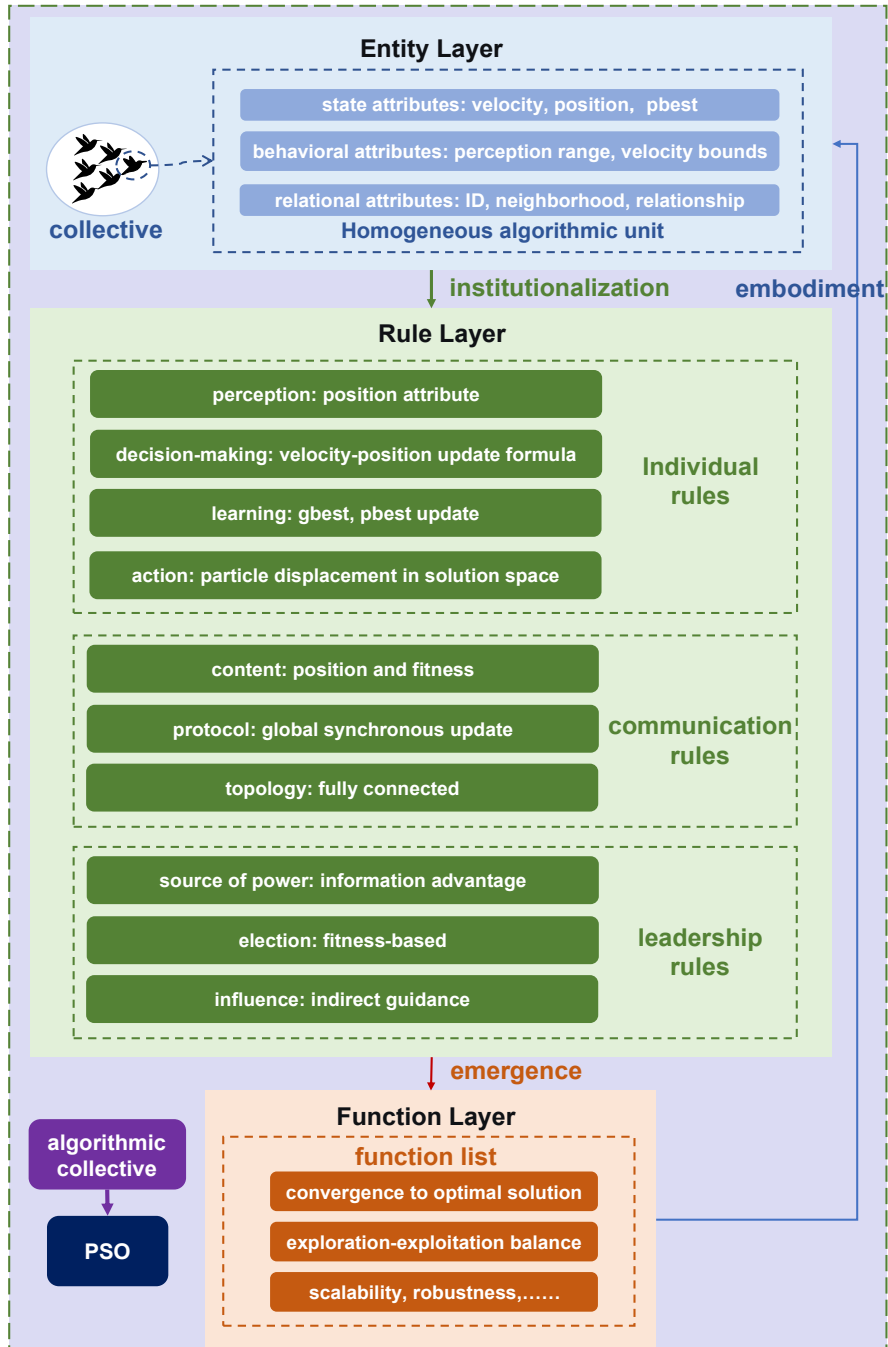 Entity Layer
state attributes: velocity, position, pbest
behavioral attributes: perception range, velocity bounds
relational attributes: ID, neighborhood, relationship
Homogeneous algorithmic unit
collective
institutionalization
embodiment
Rule Layer
perception: position attribute
decision-making: velocity-position update formula
learning: gbest, pbest update
action: particle displacement in solution space
Individual
rules
content: position and fitness
protocol: global synchronous update
topology: fully connected
communication
rules
source of power: information advantage
election: fitness-based
influence: indirect guidance
leadership
rules
emergence
Function Layer
function list
convergence to optimal solution
exploration-exploitation balance
scalability, robustness,......
algorithmic
collective
PSO